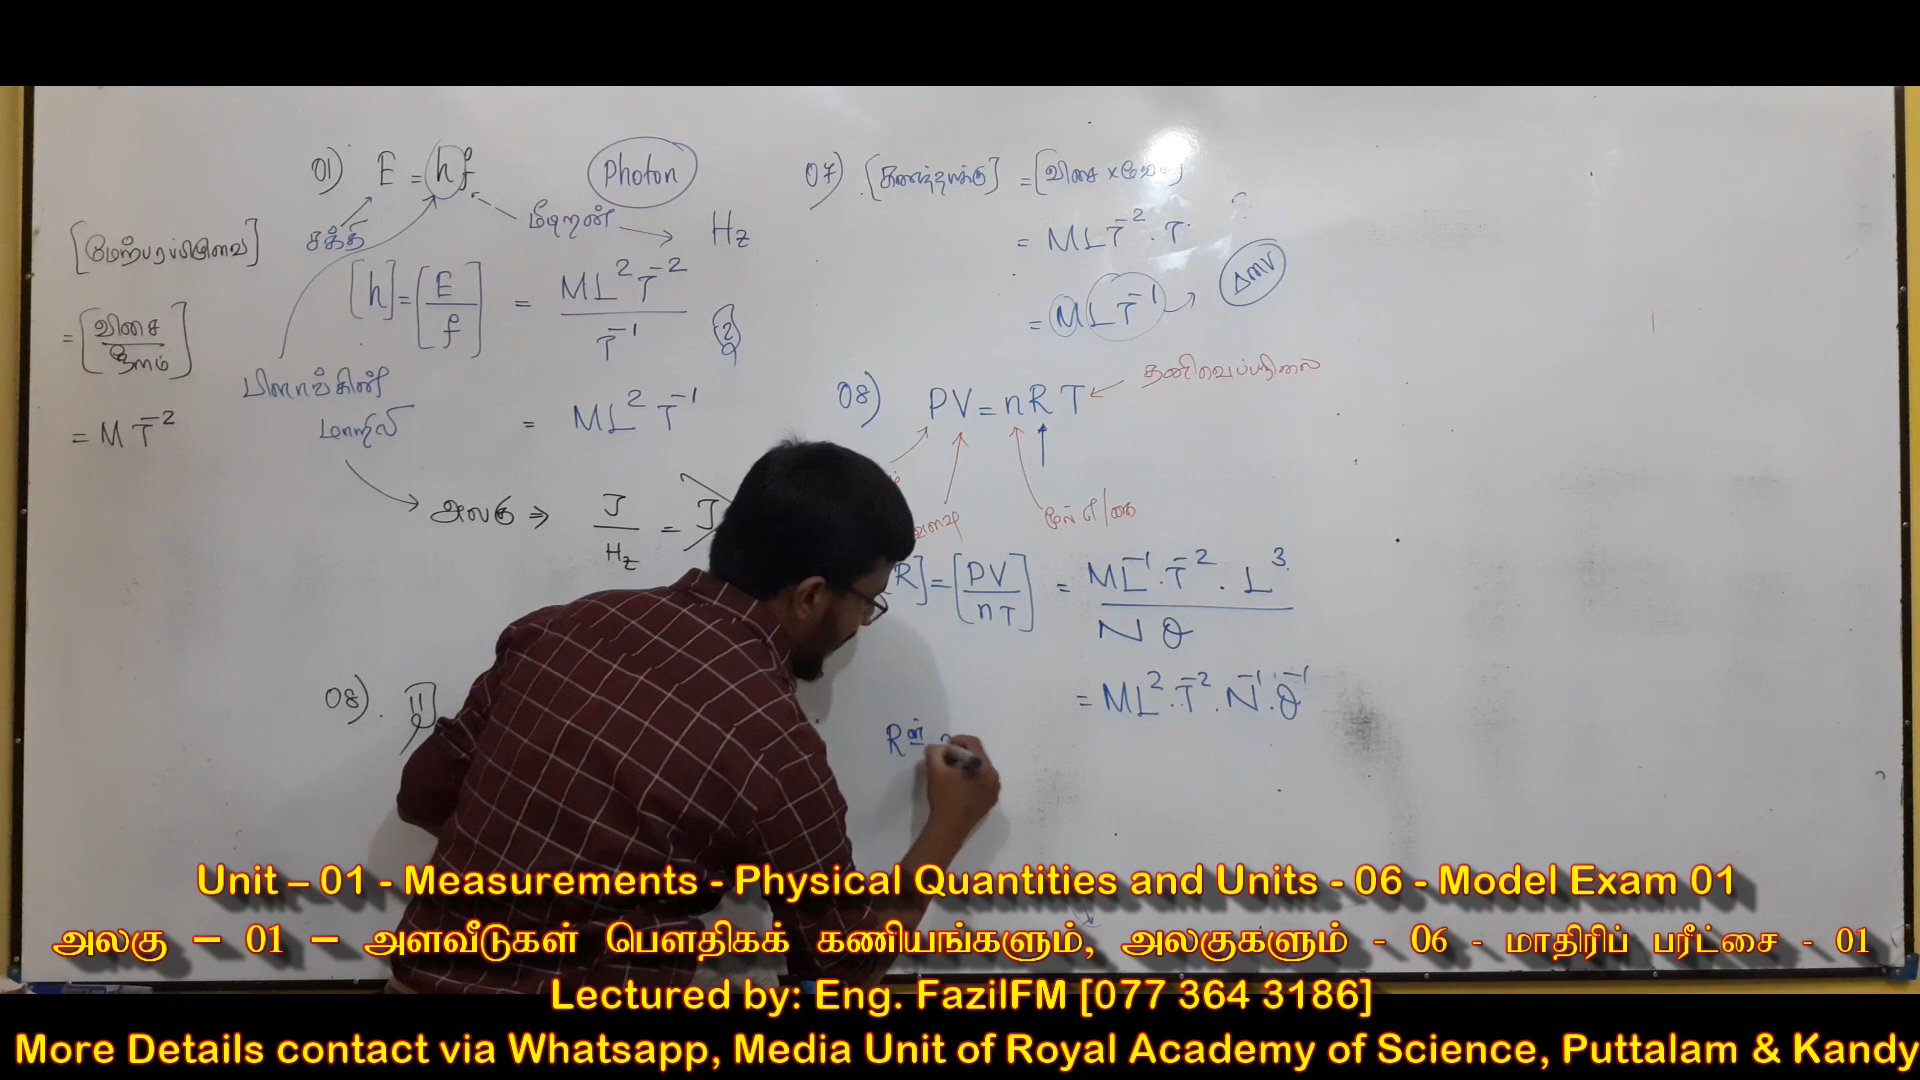 01) E = hf
Photon
மீடிறன்
Hz
சக்தி
[h] = [E/f] = ML²T⁻² / T⁻¹
(2)
பிளாங்கின்
மாறிலி
= ML²T⁻¹
அலகு ⇒ J/Hz = J
[மேற்பரப்பிழுவை]
= [விசை/நீளம்]
= MT⁻²
08).
07) [கணத்தாக்கு] = [விசை x
= MLT⁻² . T
= MLT⁻¹
Δmv
08) PV = nRT
தனிவெப்பநிலை
மூல் எ/கை
R] = [PV/nT] = ML⁻¹.T⁻².L³ / Nθ
= ML².T⁻².N⁻¹.θ⁻¹
R ன்
Unit – 01 - Measurements - Physical Quantities and Units - 06 - Model Exam 01
அலகு – 01 – அளவீடுகள் பௌதிகக் கணியங்களும், அலகுகளும் - 06 - மாதிரிப் பரீட்சை - 01
Lectured by: Eng. FazilFM [077 364 3186]
More Details contact via Whatsapp, Media Unit of Royal Academy of Science, Puttalam & Kandy